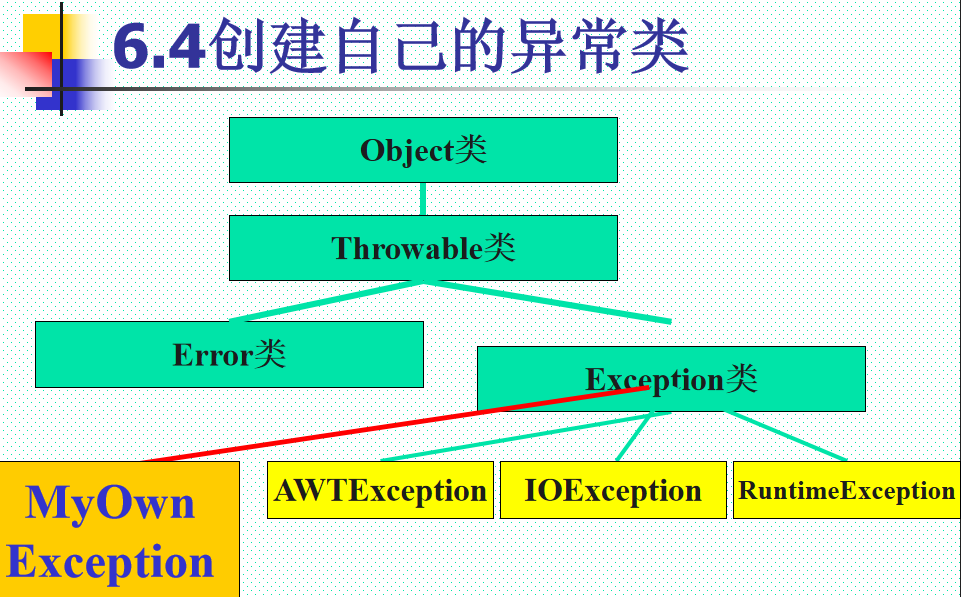 6.4创建自己的异常类
Object类
Throwable类
Error类
Exception类
MyOwn
Exception
AWTException
IOException
RuntimeException